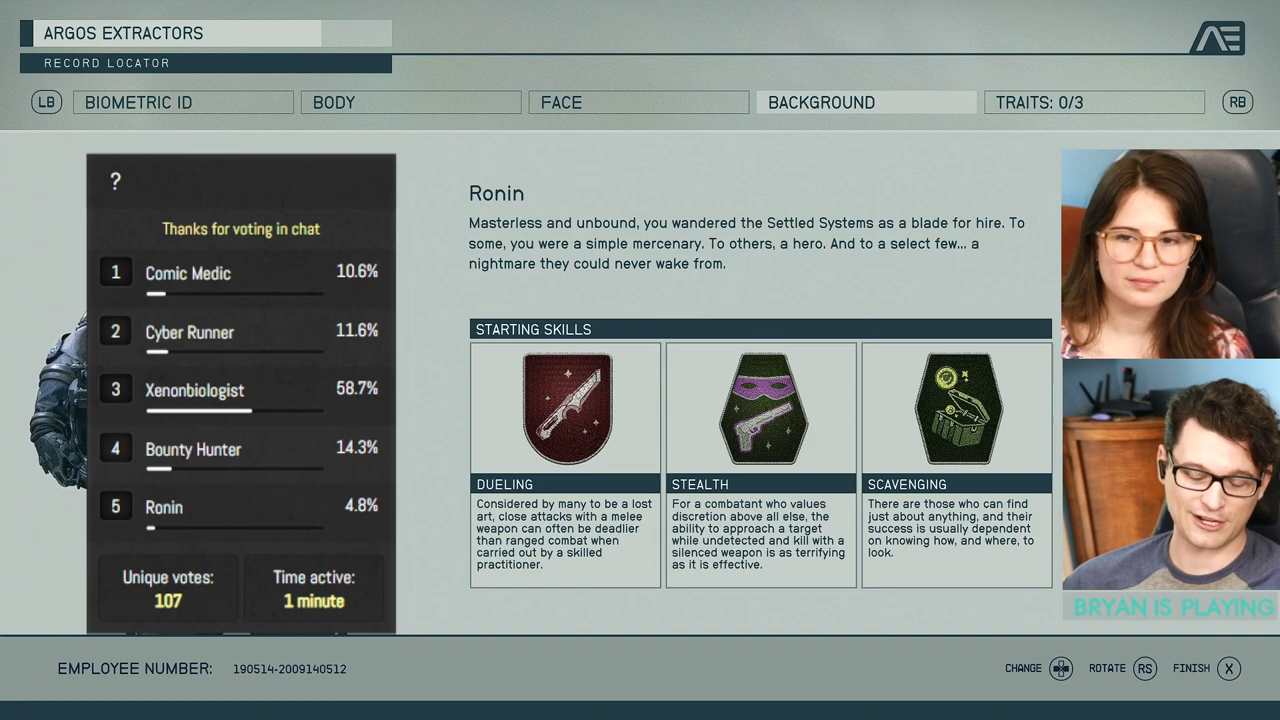 ARGOS EXTRACTORS
RECORD LOCATOR
LB
BIOMETRIC ID
BODY
FACE
BACKGROUND
TRAITS: 0/3
RB
?
Thanks for voting in chat
1 Comic Medic 10.6%
2 Cyber Runner 11.6%
3 Xenonbiologist 58.7%
4 Bounty Hunter 14.3%
5 Ronin 4.8%
Unique votes:
107
Time active:
1 minute
Ronin
Masterless and unbound, you wandered the Settled Systems as a blade for hire. To
some, you were a simple mercenary. To others, a hero. And to a select few... a
nightmare they could never wake from.
STARTING SKILLS
DUELING
Considered by many to be a lost
art, close attacks with a melee
weapon can often be deadlier
than ranged combat when
carried out by a skilled
practitioner.
STEALTH
For a combatant who values
discretion above all else, the
ability to approach a target
while undetected and kill with a
silenced weapon is as terrifying
as it is effective.
SCAVENGING
There are those who can find
just about anything, and their
success is usually dependent
on knowing how, and where, to
look.
BRYAN IS PLAYING
EMPLOYEE NUMBER: 190514-2009140512
CHANGE
ROTATE RS
FINISH X